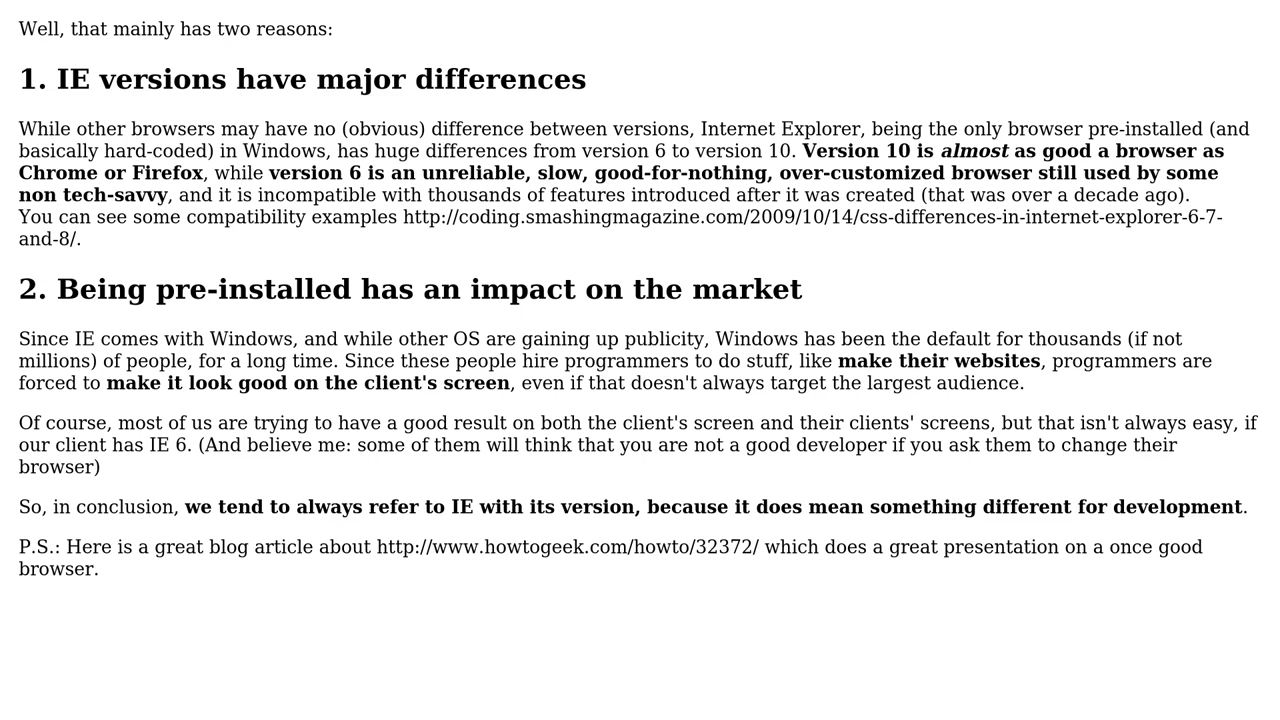 Well, that mainly has two reasons:
1. IE versions have major differences
While other browsers may have no (obvious) difference between versions, Internet Explorer, being the only browser pre-installed (and
basically hard-coded) in Windows, has huge differences from version 6 to version 10. Version 10 is almost as good a browser as
Chrome or Firefox, while version 6 is an unreliable, slow, good-for-nothing, over-customized browser still used by some
non tech-savvy, and it is incompatible with thousands of features introduced after it was created (that was over a decade ago).
You can see some compatibility examples http://coding.smashingmagazine.com/2009/10/14/css-differences-in-internet-explorer-6-7-
and-8/.
2. Being pre-installed has an impact on the market
Since IE comes with Windows, and while other OS are gaining up publicity, Windows has been the default for thousands (if not
millions) of people, for a long time. Since these people hire programmers to do stuff, like make their websites, programmers are
forced to make it look good on the client's screen, even if that doesn't always target the largest audience.
Of course, most of us are trying to have a good result on both the client's screen and their clients' screens, but that isn't always easy, if
our client has IE 6. (And believe me: some of them will think that you are not a good developer if you ask them to change their
browser)
So, in conclusion, we tend to always refer to IE with its version, because it does mean something different for development.
P.S.: Here is a great blog article about http://www.howtogeek.com/howto/32372/ which does a great presentation on a once good
browser.